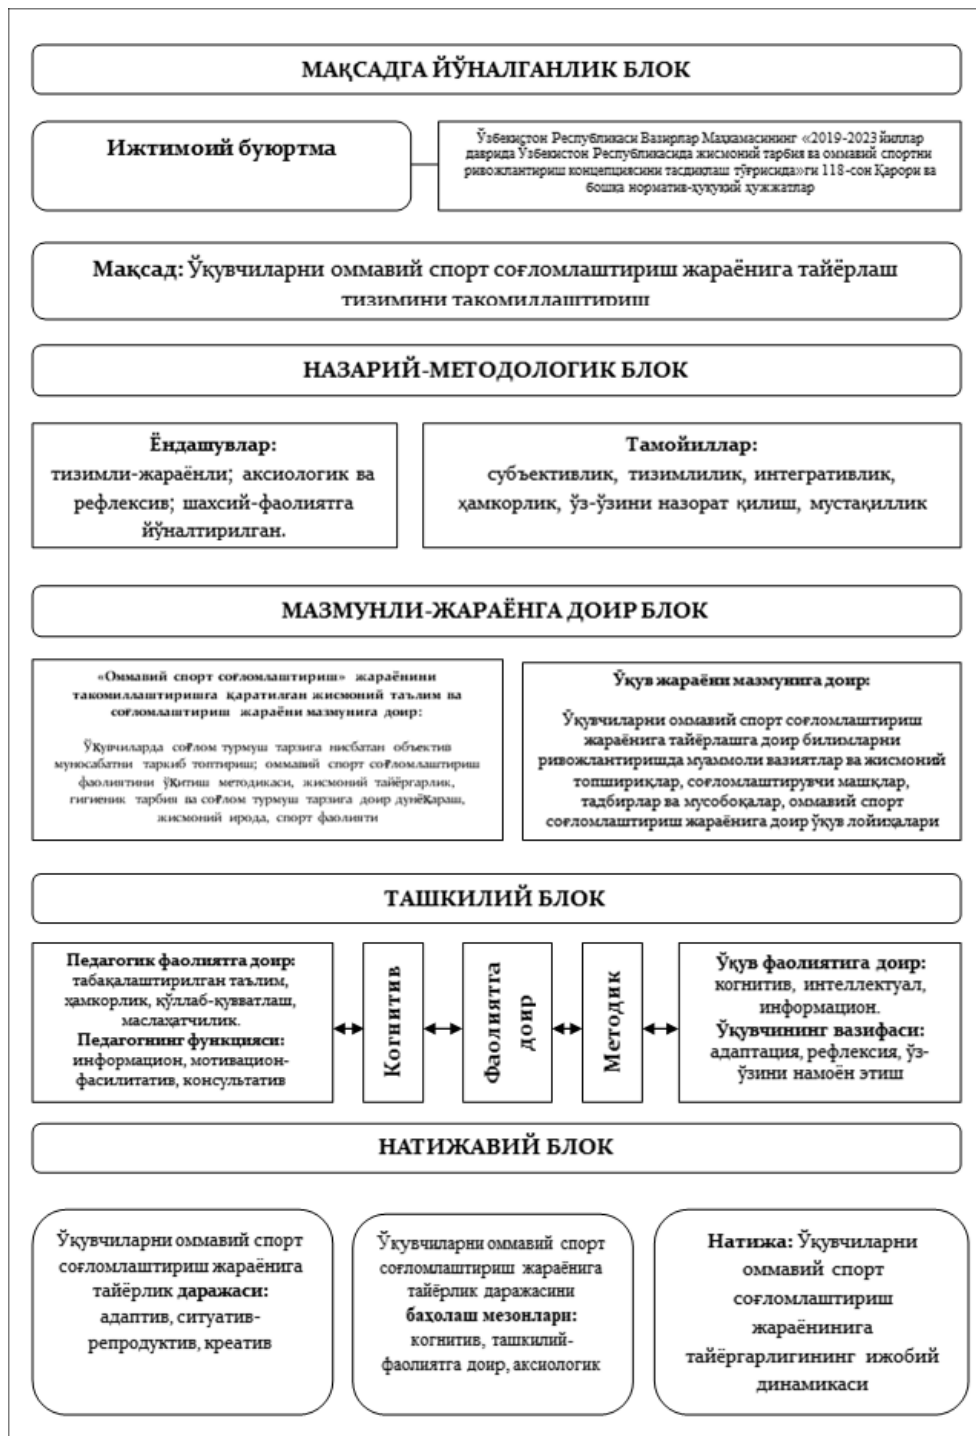 МАҚСАДГА ЙЎНАЛГАНЛИК БЛОК
Ижтимоий буюртма
Ўзбекистон Республикаси Вазирлар Маҳкамасининг «2019-2023 йиллар
даврида Ўзбекистон Республикасида жисмоний тарбия ва оммавий спортни
ривожлантириш концепциясини тасдиқлаш тўғрисида»ги 118-сон Қарори ва
бошқа норматив-ҳуқуқий ҳужжатлар
Мақсад: Ўқувчиларни оммавий спорт соғломлаштириш жараёнига тайёрлаш
тизимини такомиллаштириш
НАЗАРИЙ-МЕТОДОЛОГИК БЛОК
Ёндашувлар:
тизимли-жараёнли; аксиологик ва
рефлексив; шахсий-фаолиятга
йўналтирилган.
Тамойиллар:
субъективлик, тизимлилик, интегративлик,
ҳамкорлик, ўз-ўзини назорат қилиш, мустақиллик
МАЗМУНЛИ-ЖАРАЁНГА ДОИР БЛОК
«Оммавий спорт соғломлаштириш» жараёнини
такомиллаштиришга қаратилган жисмоний таълим ва
соғломлаштириш жараёни мазмунига доир:
Ўқувчиларда соғлом турмуш тарзига нисбатан объектив
муносабатни таркиб топтириш; оммавий спорт соғломлаштириш
фаолиятини ўқитиш методикаси, жисмоний тайёргарлик,
гигиеник тарбия ва соғлом турмуш тарзига доир дунёқараш,
жисмоний ирода, спорт фаолияти
Ўқув жараёни мазмунига доир:
Ўқувчиларни оммавий спорт соғломлаштириш
жараёнига тайёрлашга доир билимларни
ривожлантиришда муаммоли вазиятлар ва жисмоний
топшириқлар, соғломлаштирувчи машқлар,
тадбирлар ва мусобоқалар, оммавий спорт
соғломлаштириш жараёнига доир ўқув лойиҳалари
ТАШКИЛИЙ БЛОК
Педагогик фаолиятга доир:
табақалаштирилган таълим,
ҳамкорлик, қўллаб-қувватлаш,
маслаҳатчилик.
Педагогнинг функцияси:
информацион, мотивацион-
фасилитатив, консультатив
Когнитив
Фаолиятга
доир
Методик
Ўқув фаолиятига доир:
когнитив, интеллектуал,
информацион.
Ўқувчининг вазифаси:
адаптация, рефлексия, ўз-
ўзини намоён этиш
НАТИЖАВИЙ БЛОК
Ўқувчиларни оммавий спорт
соғломлаштириш жараёнига
тайёрлик даражаси:
адаптив, ситуатив-
репродуктив, креатив
Ўқувчиларни оммавий спорт
соғломлаштириш жараёнига
тайёрлик даражасини
баҳолаш мезонлари:
когнитив, ташкилий-
фаолиятга доир, аксиологик
Натижа: Ўқувчиларни
оммавий спорт
соғломлаштириш
жараёнинига
тайёргарлигининг ижобий
динамикаси